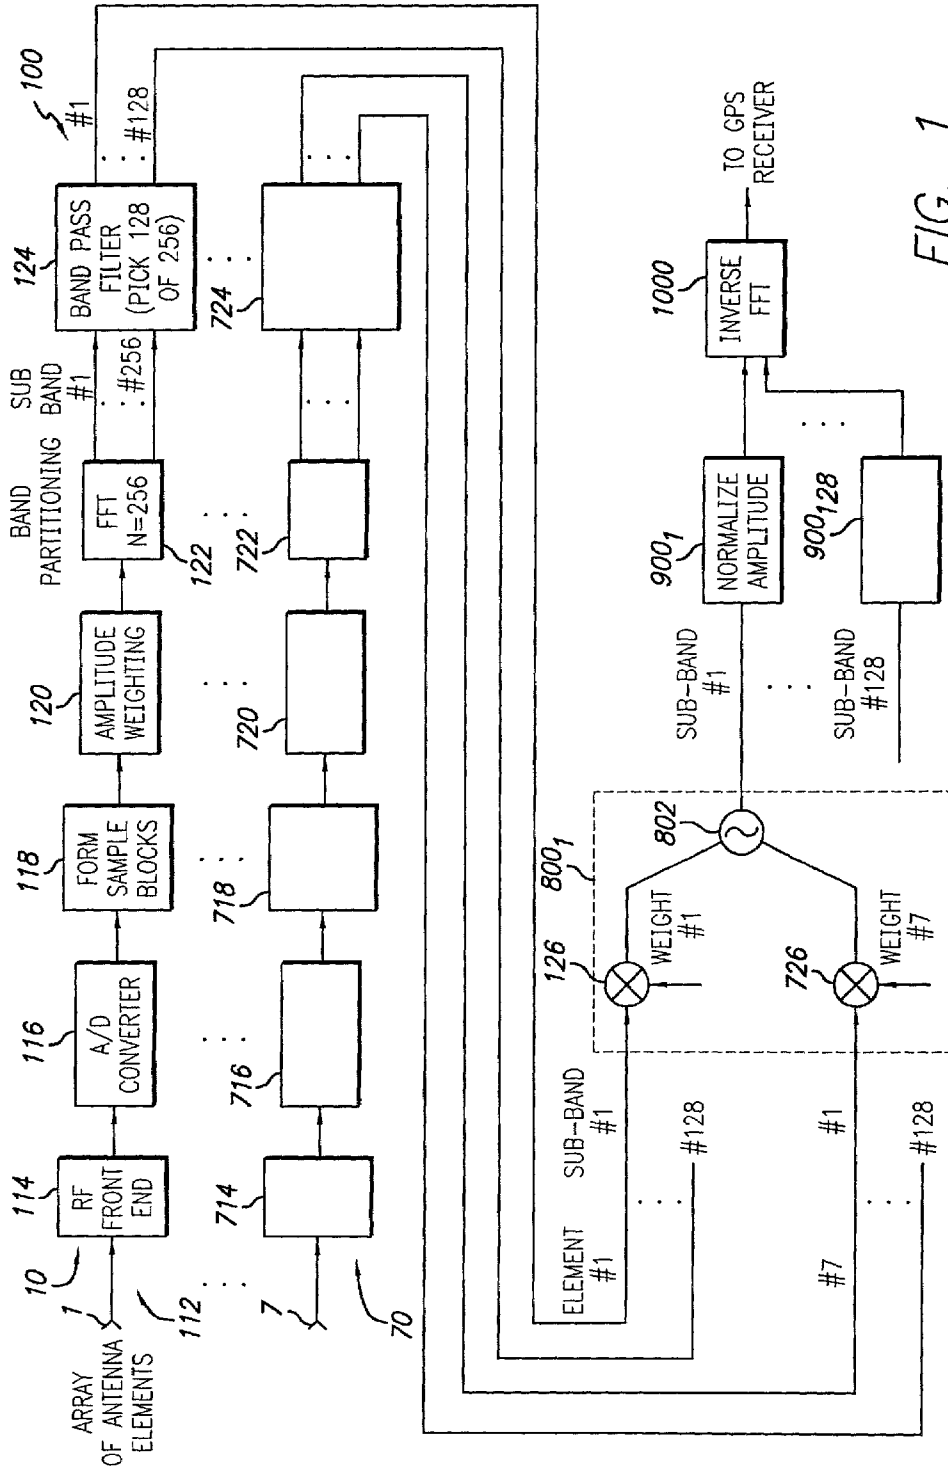 100
124
BAND PASS
FILTER
(PICK 128
OF 256)
#1
#128
SUB
BAND
#1
#256
BAND
PARTITIONING
FFT
N=256
122
120
AMPLITUDE
WEIGHTING
118
FORM
SAMPLE
BLOCKS
116
A/D
CONVERTER
114
RF
FRONT
END
10
1
112
ARRAY
OF ANTENNA
ELEMENTS
7
70
714
716
718
720
722
724
ELEMENT
#1
SUB-BAND
#1
#128
#7
#1
#128
800₁
126
WEIGHT
#1
726
WEIGHT
#7
802
SUB-BAND
#1
SUB-BAND
#128
900₁
NORMALIZE
AMPLITUDE
900₁₂₈
1000
INVERSE
FFT
TO GPS
RECEIVER
FIG. 1